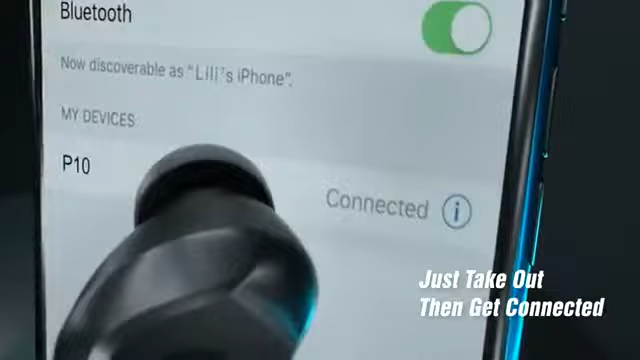 Bluetooth
Now discoverable as "Lili's iPhone".
MY DEVICES
P10
Connected
Just Take Out
Then Get Connected